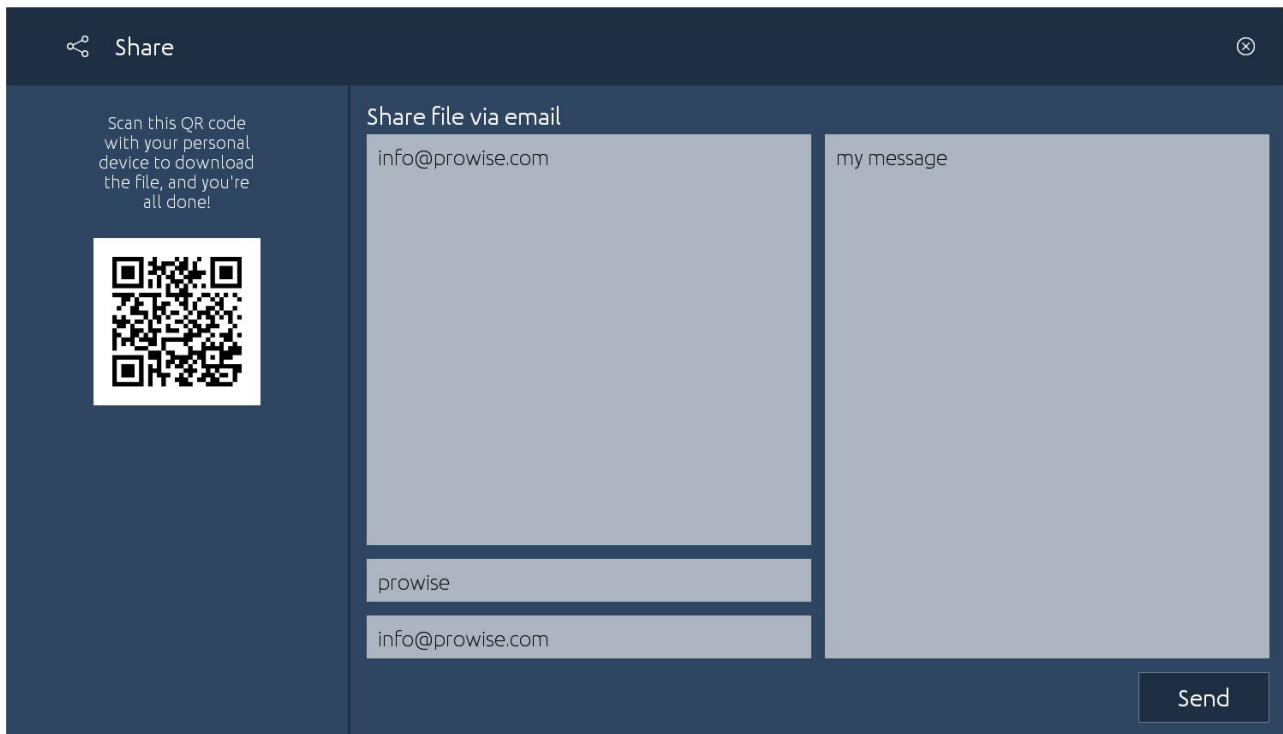 Share
Scan this QR code
with your personal
device to download
the file, and you're
all done!
Share file via email
info@prowise.com
my message
prowise
info@prowise.com
Send